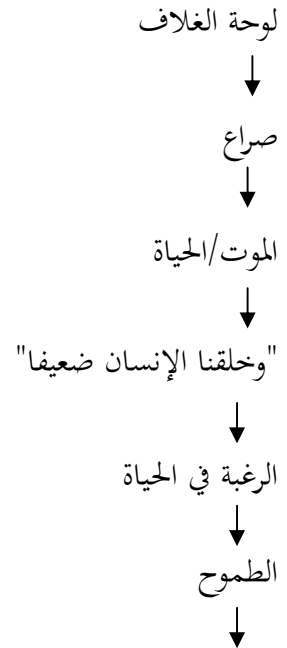 لوحة الغلاف
صراع
الموت/الحياة
"وخلقنا الإنسان ضعيفا"
الرغبة في الحياة
الطموح